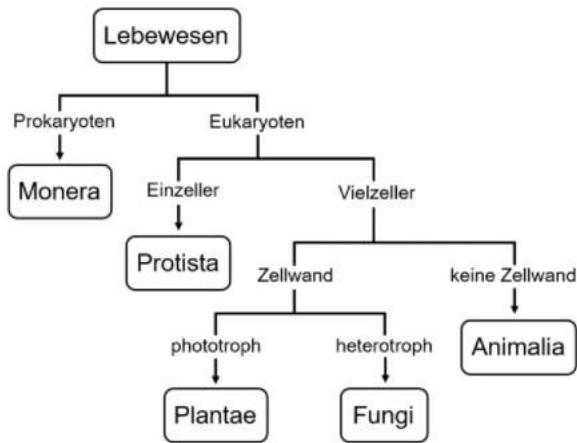 Lebewesen
Prokaryoten
Eukaryoten
Monera
Einzeller
Vielzeller
Protista
Zellwand
keine Zellwand
phototroph
heterotroph
Animalia
Plantae
Fungi